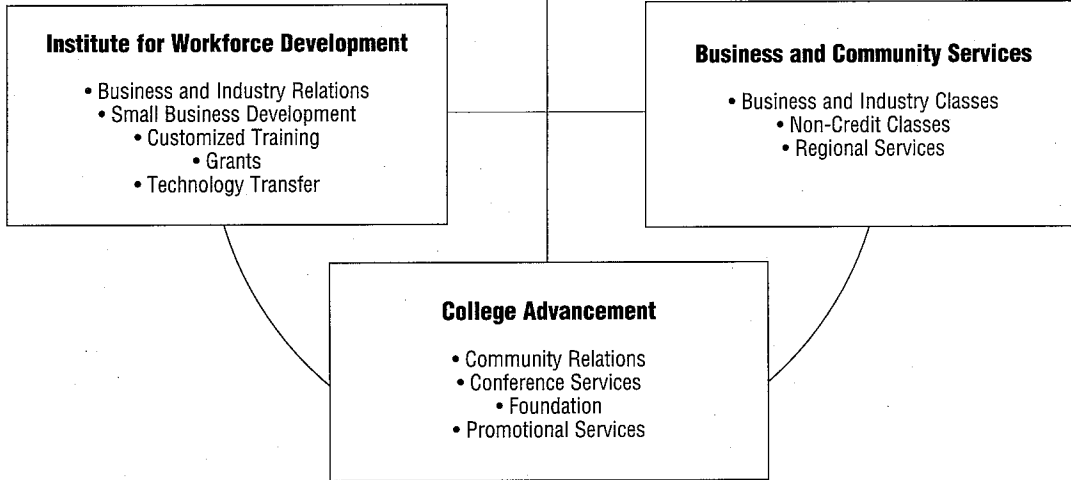 Institute for Workforce Development
• Business and Industry Relations
• Small Business Development
• Customized Training
• Grants
• Technology Transfer
Business and Community Services
• Business and Industry Classes
• Non-Credit Classes
• Regional Services
College Advancement
• Community Relations
• Conference Services
• Foundation
• Promotional Services